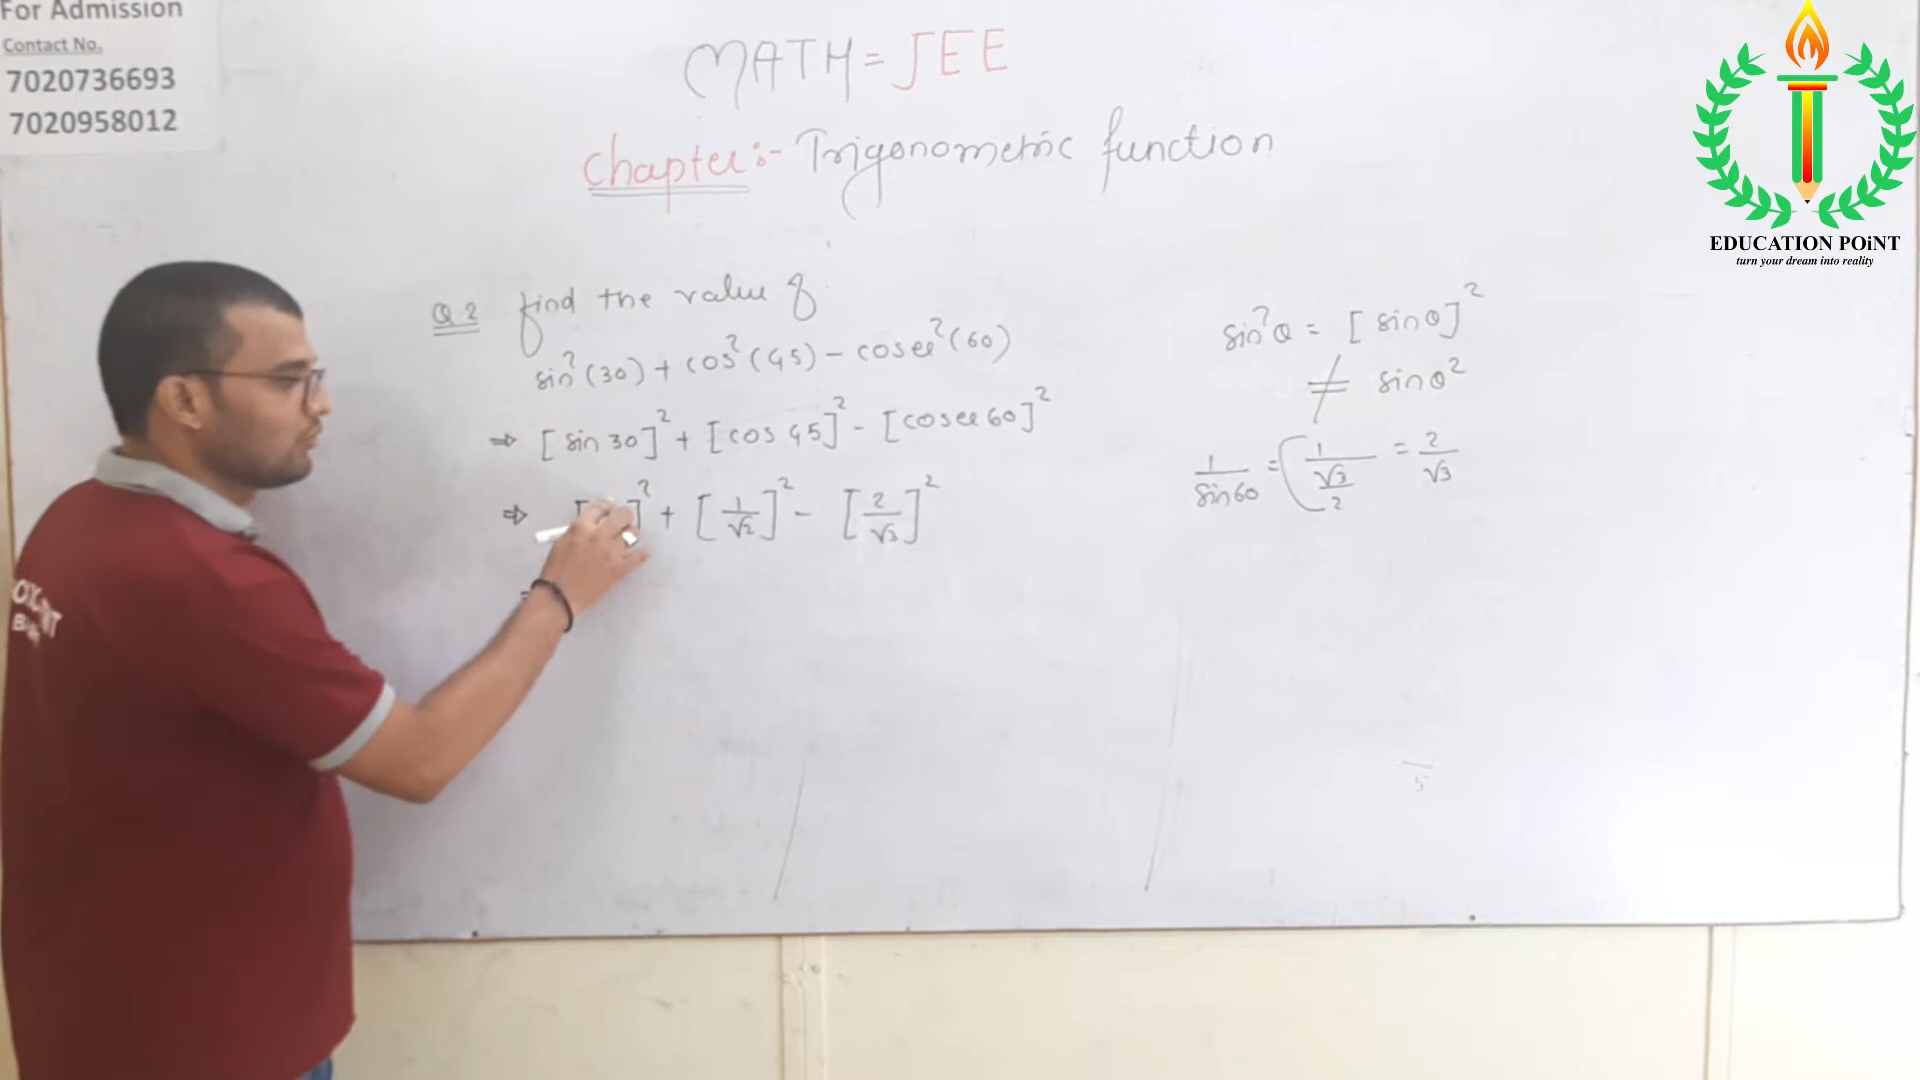 For Admission
Contact No.
7020736693
7020958012
MATH = JEE
Chapter:- Trigonometric function
EDUCATION POiNT
turn your dream into reality
Q.2 find the value of
sin²(30) + cos²(45) - cosec²(60)
⇒ [sin 30]² + [cos 45]² - [cosec 60]²
⇒ [ ]² + [1/√2]² - [2/√3]²
sin²θ = [sinθ]²
≠ sinθ²
1/sin60 = 1/(√3/2) = 2/√3